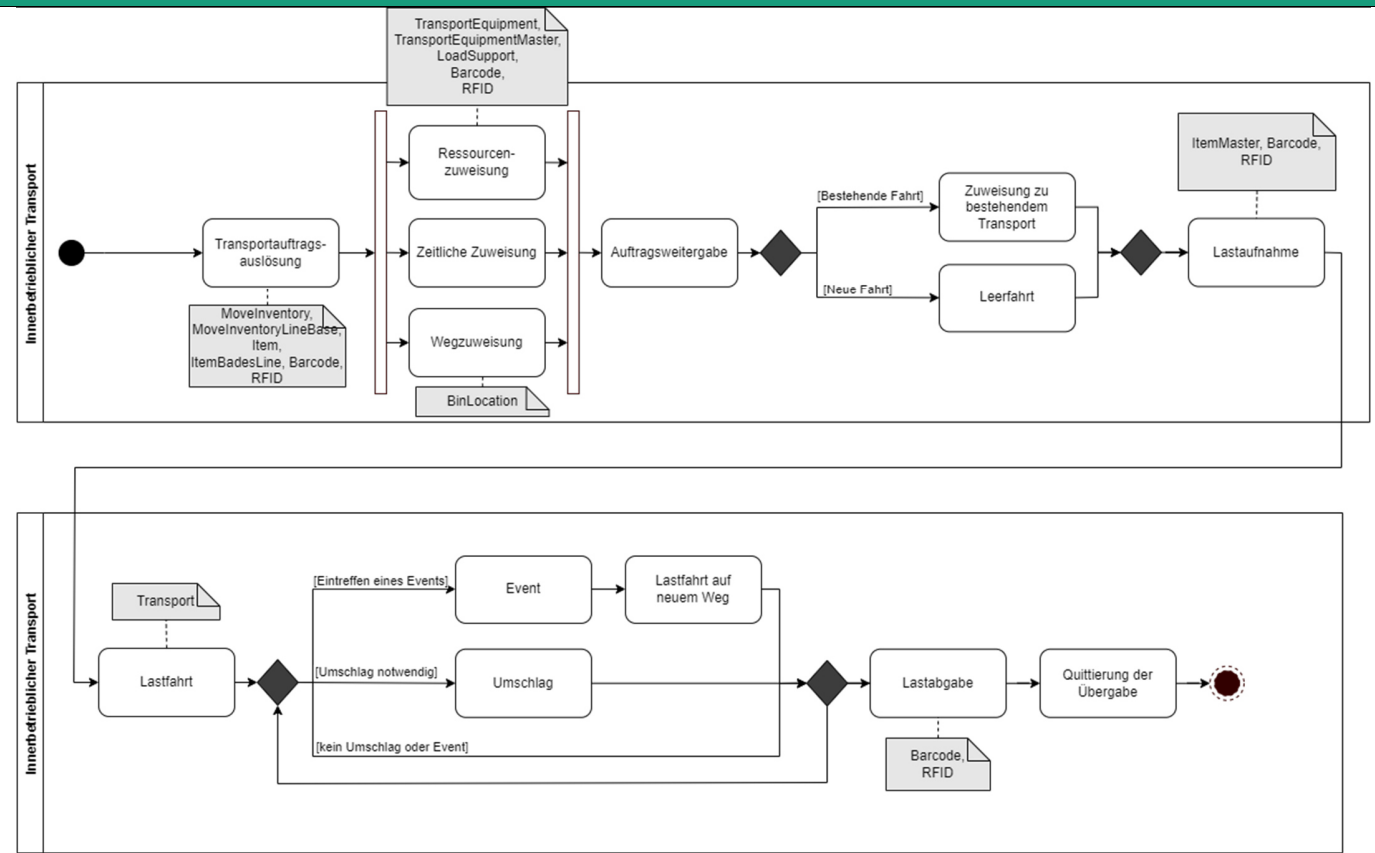 TransportEquipment,
TransportEquipmentMaster,
LoadSupport,
Barcode,
RFID
Innerbetrieblicher Transport
Transportauftrags-
auslösung
MoveInventory,
MoveInventoryLineBase,
Item,
ItemBadesLine, Barcode,
RFID
Ressourcen-
zuweisung
Zeitliche Zuweisung
Wegzuweisung
BinLocation
Auftragsweitergabe
[Bestehende Fahrt]
Zuweisung zu
bestehendem
Transport
[Neue Fahrt]
Leerfahrt
ItemMaster, Barcode,
RFID
Lastaufnahme
Innerbetrieblicher Transport
Transport
Lastfahrt
[Eintreffen eines Events]
Event
Lastfahrt auf
neuem Weg
[Umschlag notwendig]
Umschlag
[kein Umschlag oder Event]
Lastabgabe
Barcode,
RFID
Quittierung der
Übergabe